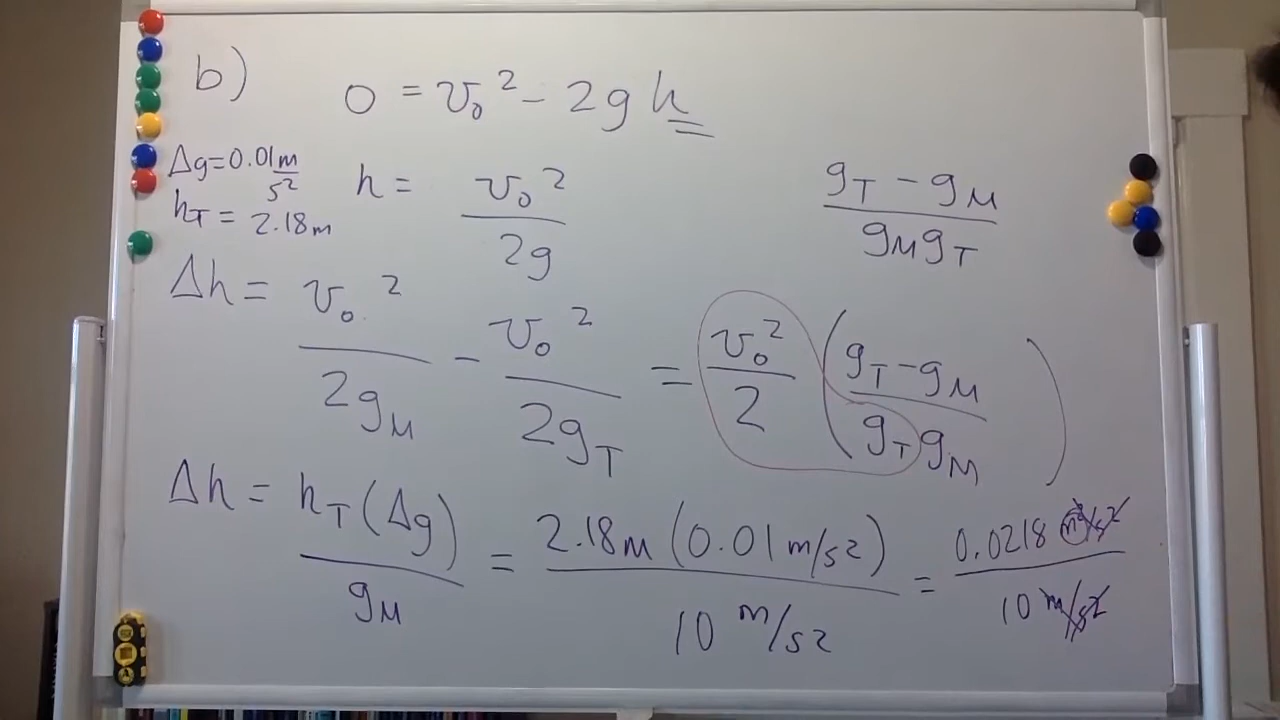 b)
0 = v₀² - 2gh
Δg=0.01 m/s²
h_T = 2.18m
h = v₀²/2g
(g_T - g_M)/(g_M g_T)
Δh = v₀²/2g_M - v₀²/2g_T = v₀²/2 ((g_T - g_M)/(g_T g_M))
Δh = h_T(Δg)/g_M = 2.18m(0.01 m/s²)/10 m/s² = 0.0218 m²/s²/10 m/s²